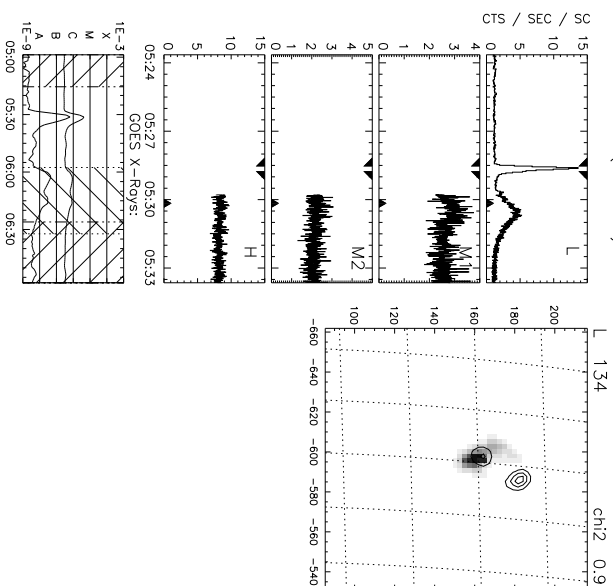 CTS / SEC / SC
L
0 5 10 15
M1
0 1 2 3 4
M2
0 1 2 3 4 5
H
0 5 10 15
05:24 05:27 05:30 05:33
GOES X-Rays:
1E-3
X
M
C
B
A
1E-9
05:00 05:30 06:00 06:30
L 134 chi2 0.9
200
180
160
140
120
100
-660 -640 -620 -600 -580 -560 -540